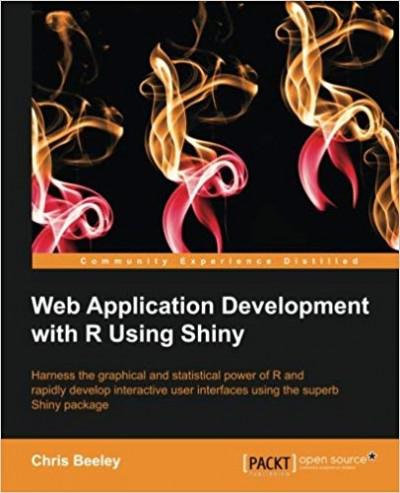 Community Experience Distilled
Web Application Development
with R Using Shiny
Harness the graphical and statistical power of R and
rapidly develop interactive user interfaces using the superb
Shiny package
Chris Beeley
[PACKT] open source*
PUBLISHING